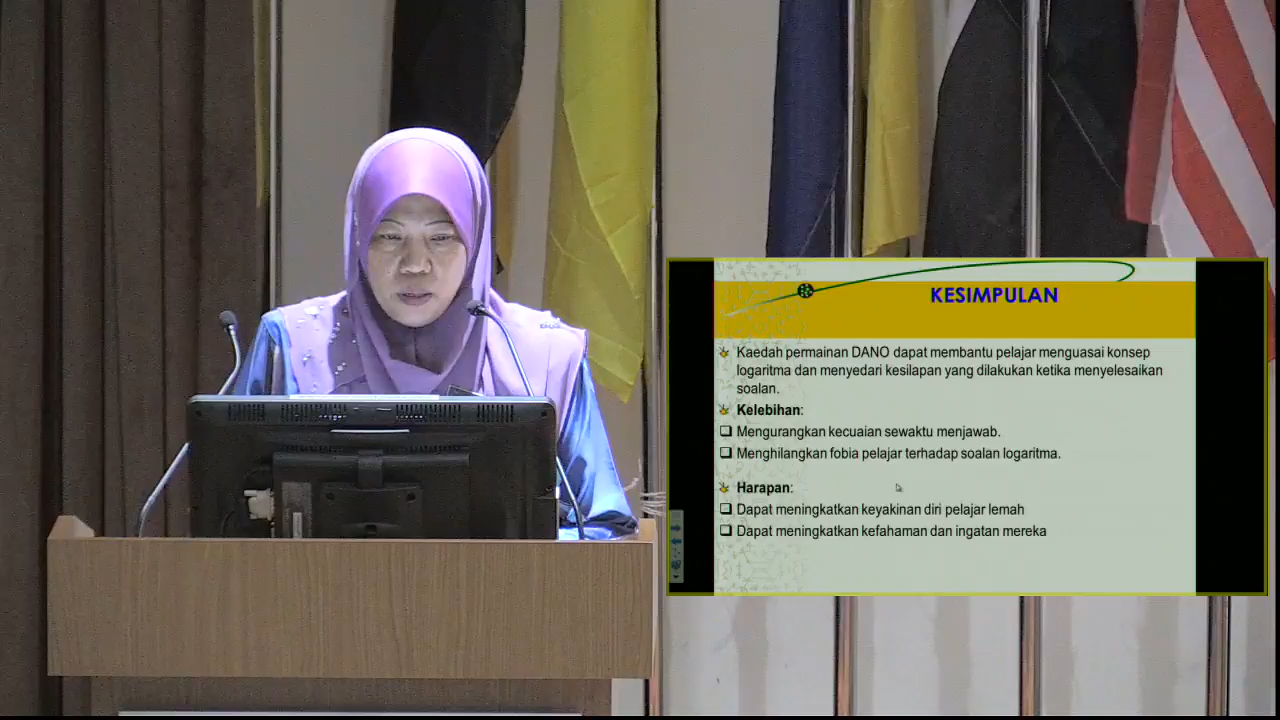 KESIMPULAN
Kaedah permainan DANO dapat membantu pelajar menguasai konsep
logaritma dan menyedari kesilapan yang dilakukan ketika menyelesaikan
soalan.
Kelebihan:
Mengurangkan kecuaian sewaktu menjawab.
Menghilangkan fobia pelajar terhadap soalan logaritma.
Harapan:
Dapat meningkatkan keyakinan diri pelajar lemah
Dapat meningkatkan kefahaman dan ingatan mereka